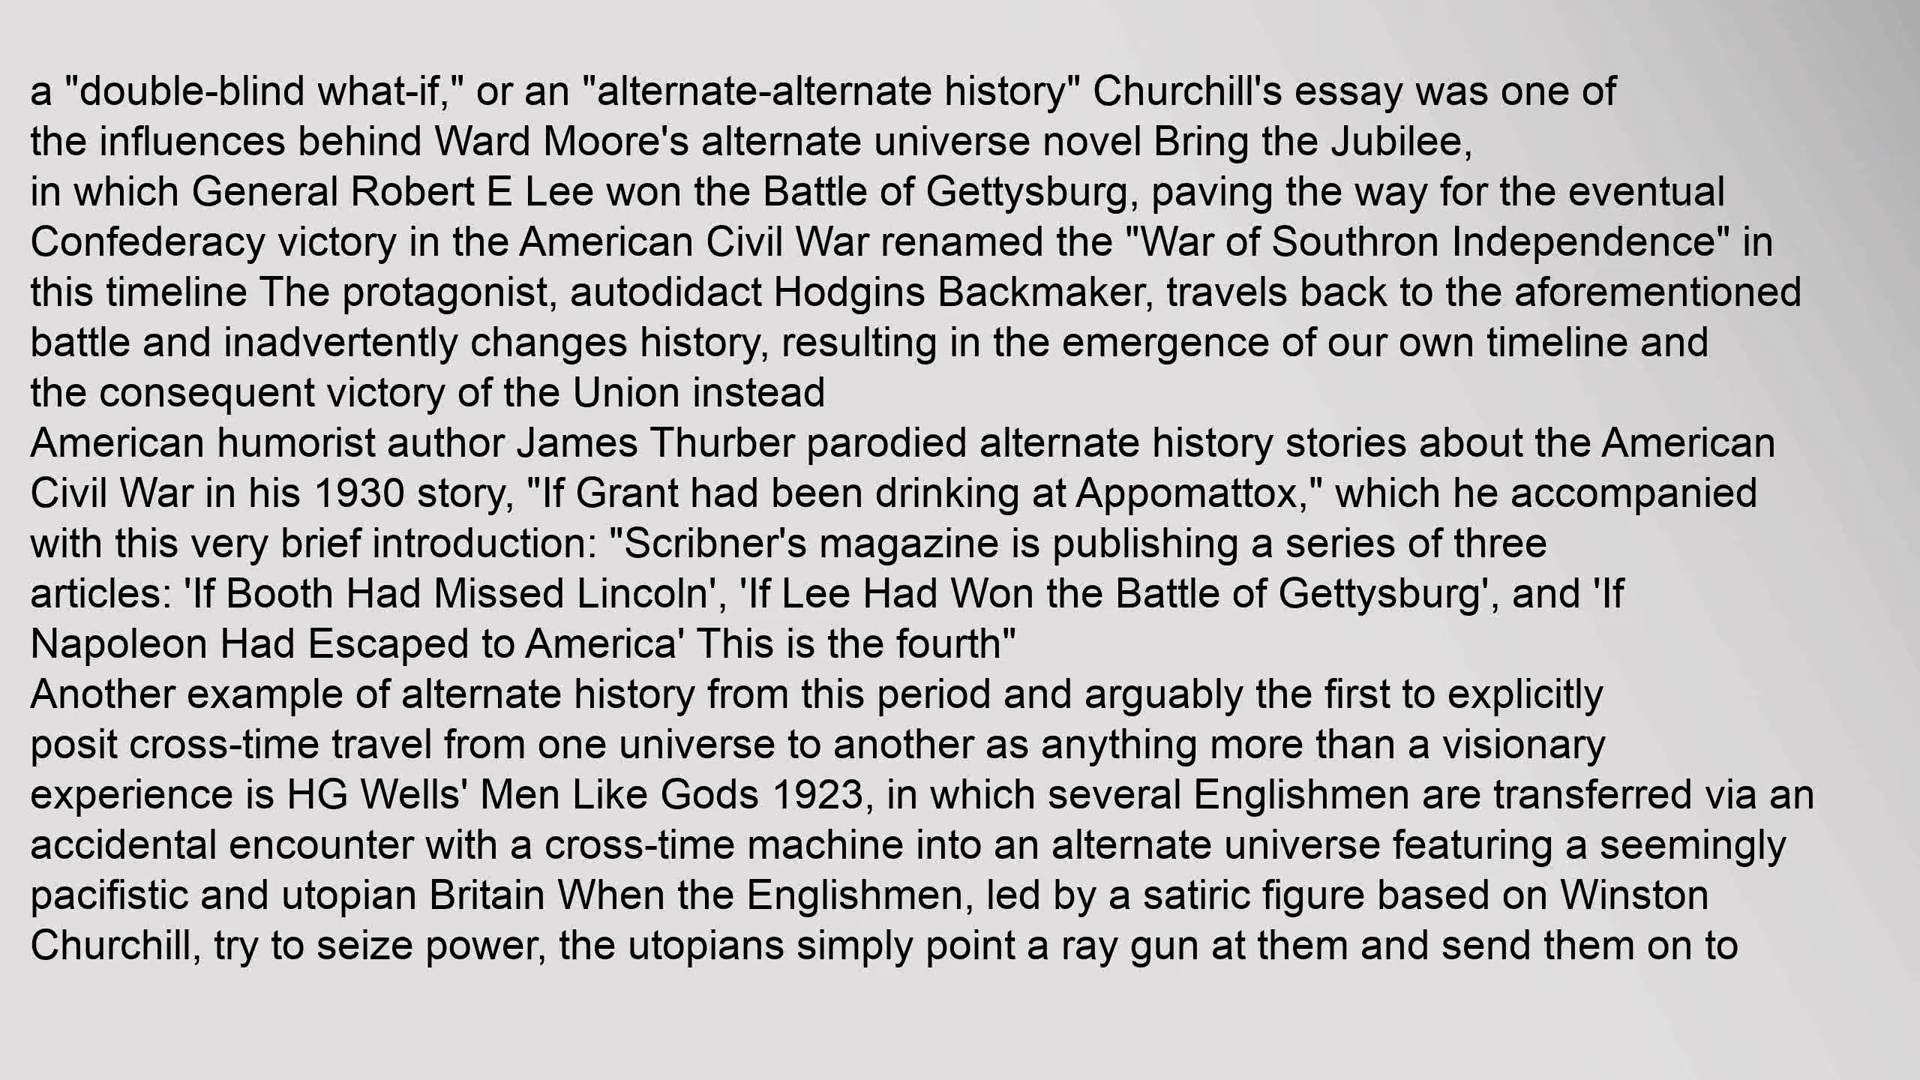 a "double-blind what-if," or an "alternate-alternate history" Churchill's essay was one of
the influences behind Ward Moore's alternate universe novel Bring the Jubilee,
in which General Robert E Lee won the Battle of Gettysburg, paving the way for the eventual
Confederacy victory in the American Civil War renamed the "War of Southron Independence" in
this timeline The protagonist, autodidact Hodgins Backmaker, travels back to the aforementioned
battle and inadvertently changes history, resulting in the emergence of our own timeline and
the consequent victory of the Union instead
American humorist author James Thurber parodied alternate history stories about the American
Civil War in his 1930 story, "If Grant had been drinking at Appomattox," which he accompanied
with this very brief introduction: "Scribner's magazine is publishing a series of three
articles: 'If Booth Had Missed Lincoln', 'If Lee Had Won the Battle of Gettysburg', and 'If
Napoleon Had Escaped to America' This is the fourth"
Another example of alternate history from this period and arguably the first to explicitly
posit cross-time travel from one universe to another as anything more than a visionary
experience is HG Wells' Men Like Gods 1923, in which several Englishmen are transferred via an
accidental encounter with a cross-time machine into an alternate universe featuring a seemingly
pacifistic and utopian Britain When the Englishmen, led by a satiric figure based on Winston
Churchill, try to seize power, the utopians simply point a ray gun at them and send them on to